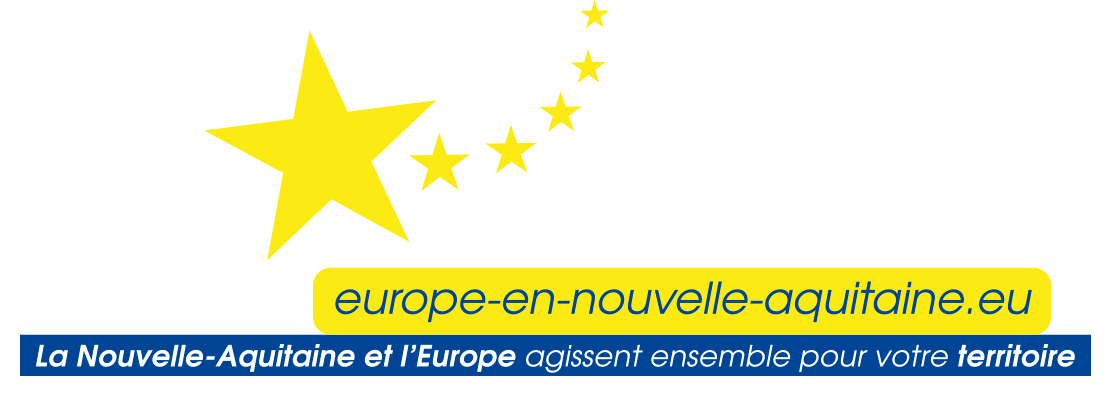 europe-en-nouvelle-aquitaine.eu
La Nouvelle-Aquitaine et l’Europe agissent ensemble pour votre territoire